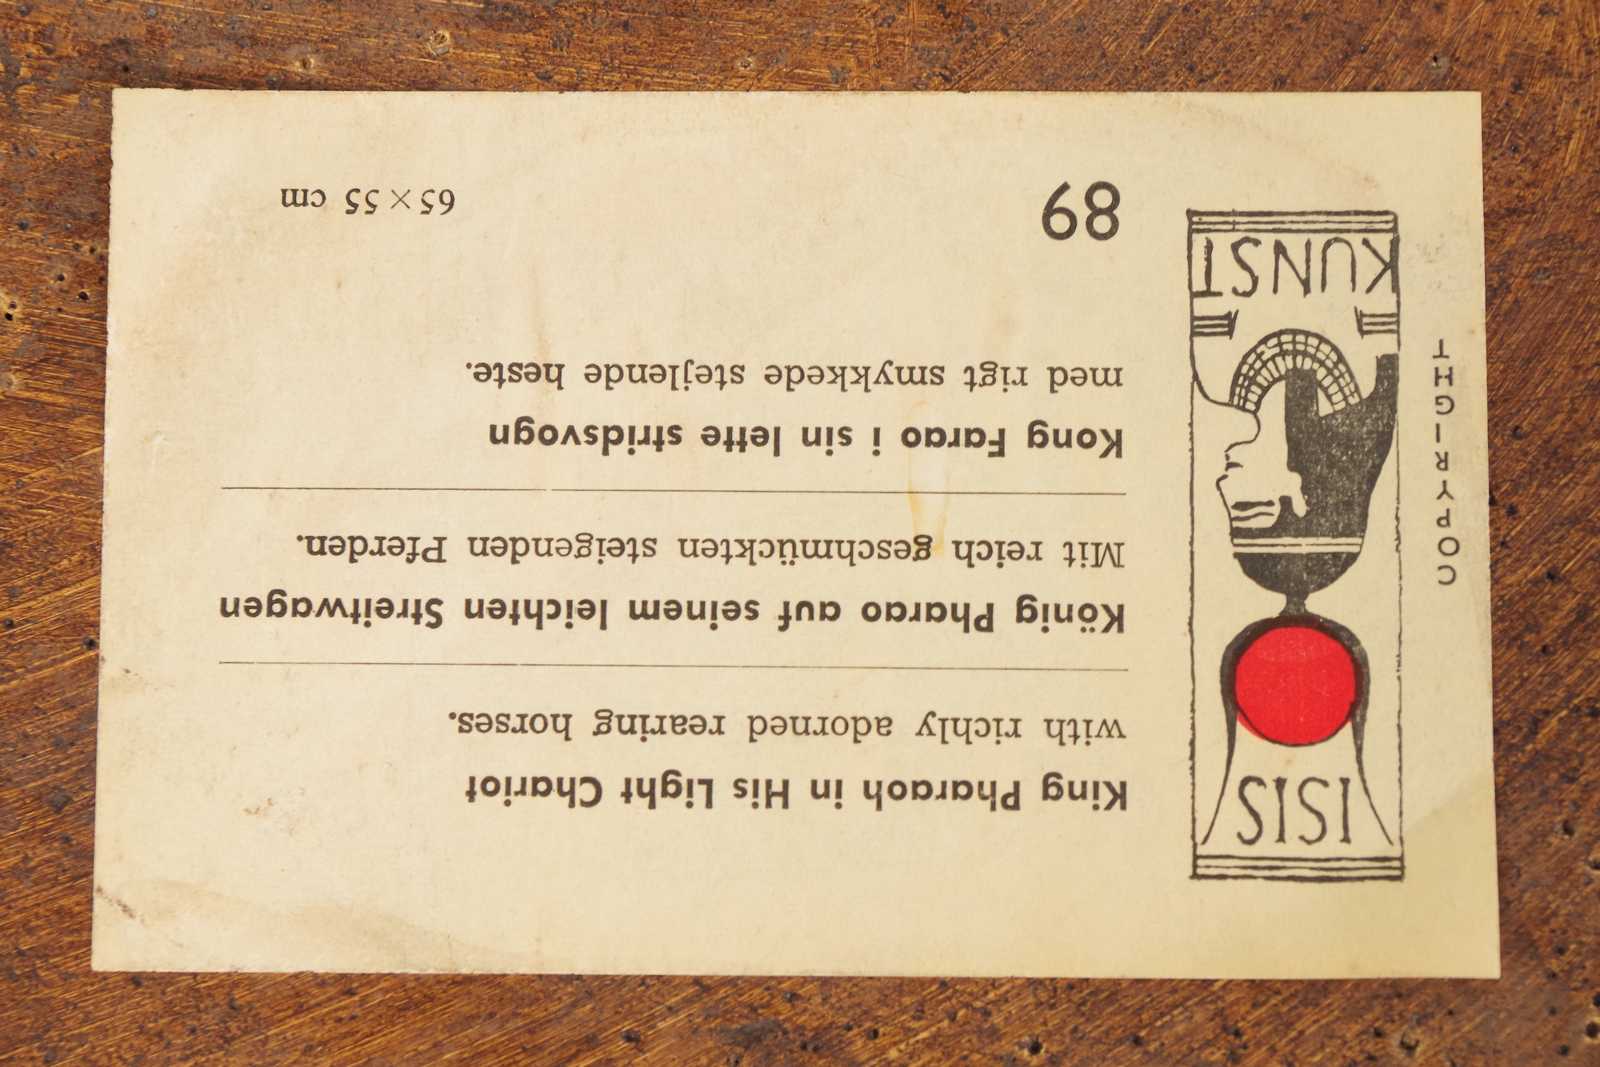 COPYRIGHT
ISIS
KUNST
King Pharaoh in His Light Chariot
with richly adorned rearing horses.
König Pharao auf seinem leichten Streitwagen
Mit reich geschmückten steigenden Pferden.
Kong Farao i sin lette stridsvogn
med rigt smykkede stejlende heste.
89 65×55 cm